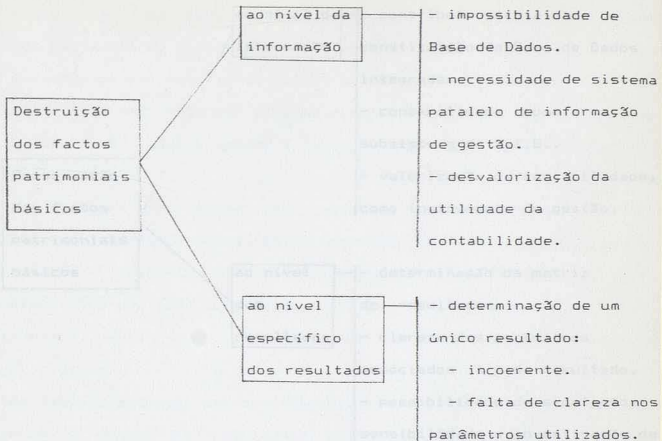 Destruição
dos factos
patrimoniais
básicos
ao nível da
informação
- impossibilidade de
Base de Dados.
- necessidade de sistema
paralelo de informação
de gestão.
- desvalorização da
utilidade da
contabilidade.
ao nível
específico
dos resultados
- determinação de um
único resultado:
- incoerente.
- falta de clareza nos
parâmetros utilizados.